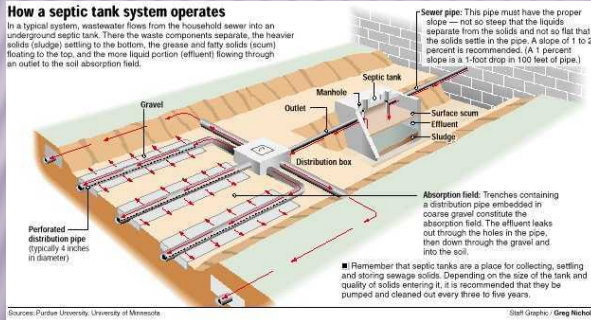 How a septic tank system operates
In a typical system, wastewater flows from the household sewer into an
underground septic tank. There the waste components separate, the heavier
solids (sludge) settling to the bottom, the grease and fatty solids (scum)
floating to the top, and the more liquid portion (effluent) flowing through
an outlet to the soil absorption field.
Sewer pipe: This pipe must have the proper
slope — not so steep that the liquids
separate from the solids and not so flat that
the solids settle in the pipe. A slope of 1 to 2
percent is recommended. (A 1 percent
slope is a 1-foot drop in 100 feet of pipe.)
Septic tank
Manhole
Outlet
Gravel
Surface scum
Effluent
Sludge
Distribution box
Perforated
distribution pipe
(typically 4 inches
in diameter)
Absorption field: Trenches containing
a distribution pipe embedded in
coarse gravel constitute the
absorption field. The effluent leaks
out through the holes in the pipe,
then down through the gravel and
into the soil.
■ Remember that septic tanks are a place for collecting, settling
and storing sewage solids. Depending on the size of the tank and
quality of solids entering it, it is recommended that they be
pumped and cleaned out every three to five years.
Sources: Purdue University, University of Minnesota
Staff Graphic / Greg Nichol